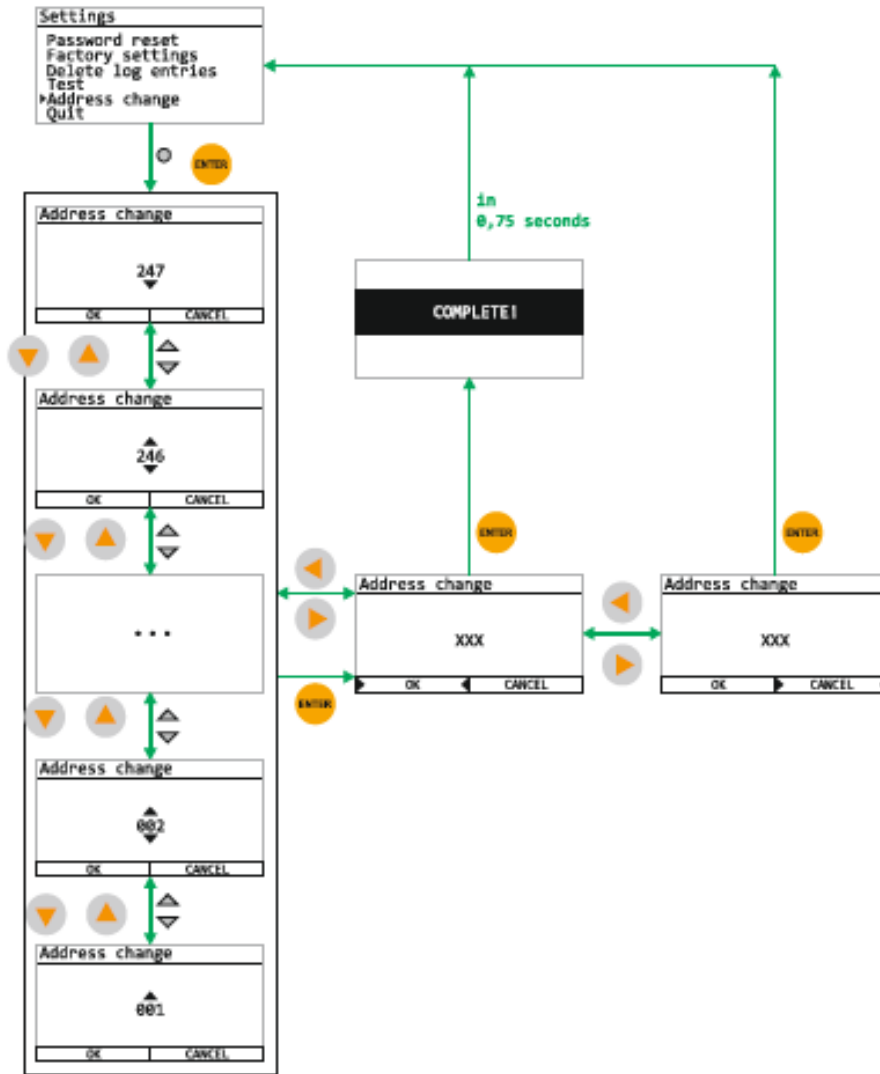 Settings
Password reset
Factory settings
Delete log entries
Test
Address change
Quit
ENTER
Address change
247
OK CANCEL
in
0,75 seconds
COMPLETE!
Address change
246
OK CANCEL
...
ENTER
ENTER
Address change
XXX
OK CANCEL
Address change
XXX
OK CANCEL
ENTER
Address change
002
OK CANCEL
Address change
001
OK CANCEL